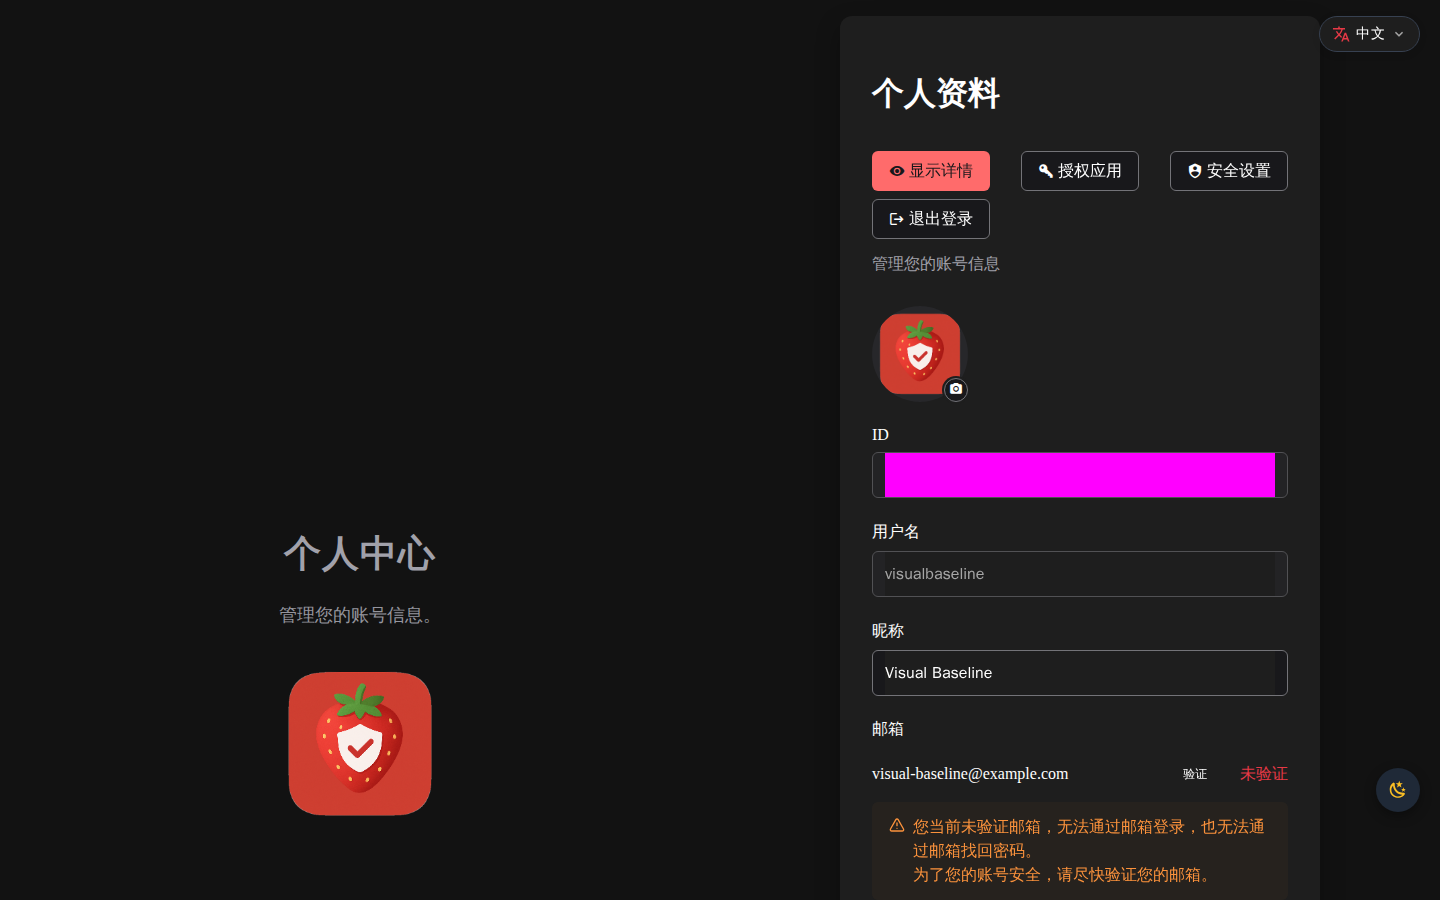 中文
个人资料
显示详情
授权应用
安全设置
退出登录
管理您的账号信息
ID
用户名
visualbaseline
昵称
Visual Baseline
邮箱
visual-baseline@example.com
验证
未验证
您当前未验证邮箱，无法通过邮箱登录，也无法通
过邮箱找回密码。
为了您的账号安全，请尽快验证您的邮箱。
个人中心
管理您的账号信息。